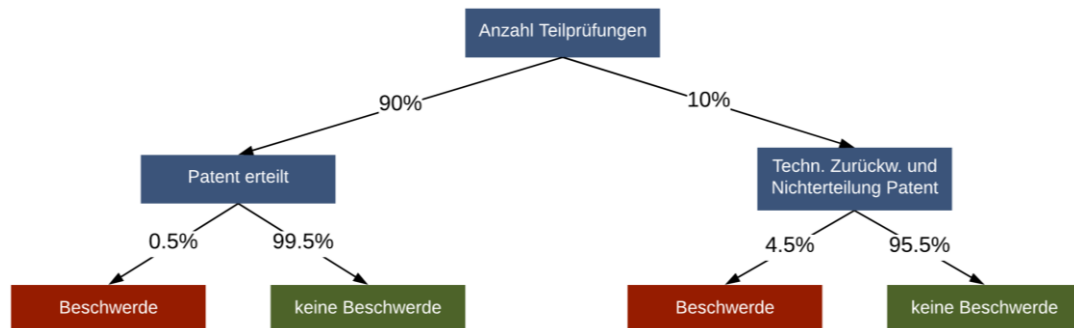 Anzahl Teilprüfungen
90%
10%
Patent erteilt
Techn. Zurückw. und
Nichterteilung Patent
0.5%
99.5%
4.5%
95.5%
Beschwerde
keine Beschwerde
Beschwerde
keine Beschwerde